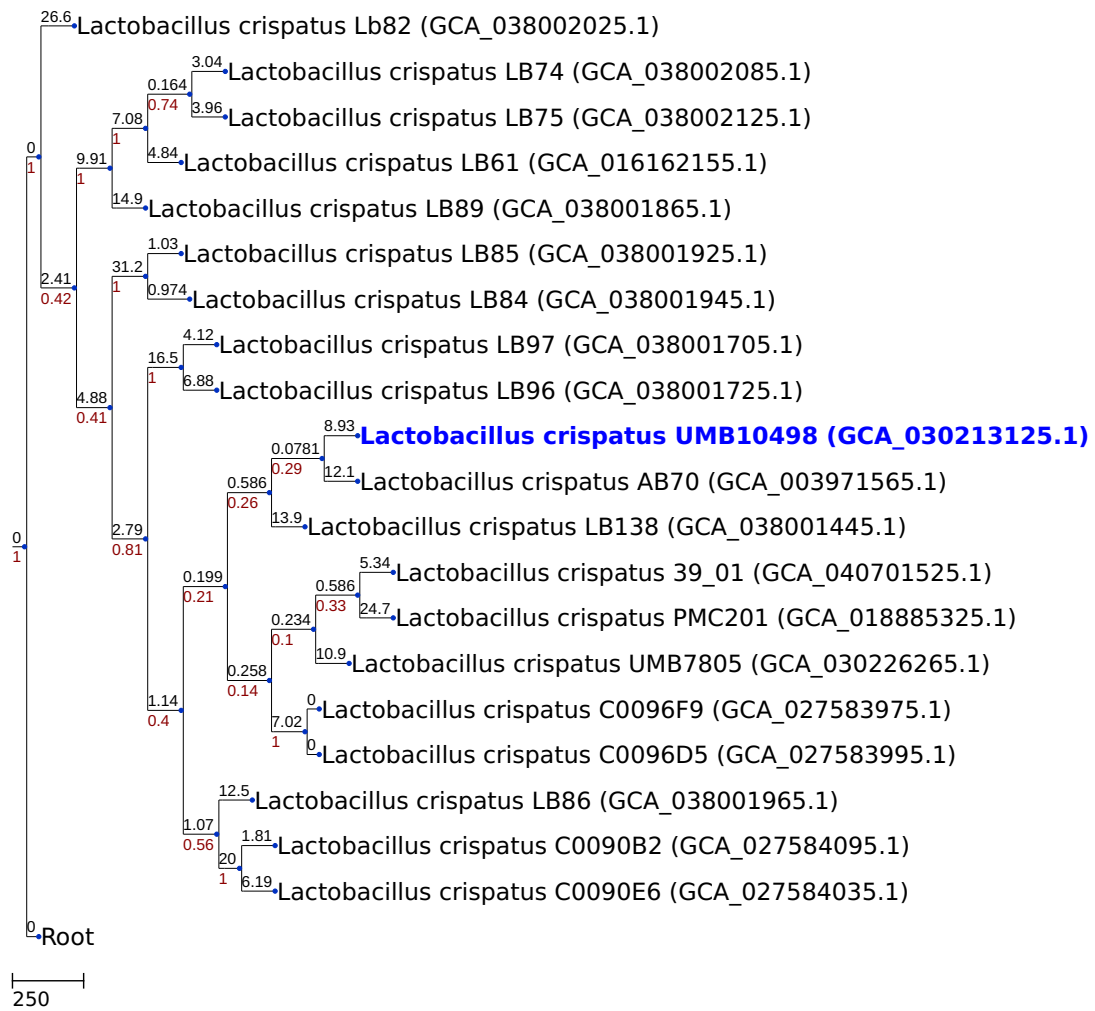 26.6
Lactobacillus crispatus Lb82 (GCA_038002025.1)
3.04
Lactobacillus crispatus LB74 (GCA_038002085.1)
0.164
0.74
3.96
Lactobacillus crispatus LB75 (GCA_038002125.1)
7.08
1
4.84
Lactobacillus crispatus LB61 (GCA_016162155.1)
0
1
9.91
1
14.9
Lactobacillus crispatus LB89 (GCA_038001865.1)
1.03
Lactobacillus crispatus LB85 (GCA_038001925.1)
31.2
1
2.41
0.42
0.974
Lactobacillus crispatus LB84 (GCA_038001945.1)
4.12
Lactobacillus crispatus LB97 (GCA_038001705.1)
16.5
1
6.88
Lactobacillus crispatus LB96 (GCA_038001725.1)
4.88
0.41
8.93
Lactobacillus crispatus UMB10498 (GCA_030213125.1)
0.0781
0.29
12.1
Lactobacillus crispatus AB70 (GCA_003971565.1)
0.586
0.26
13.9
Lactobacillus crispatus LB138 (GCA_038001445.1)
2.79
0.81
0
1
5.34
Lactobacillus crispatus 39_01 (GCA_040701525.1)
0.199
0.21
0.586
0.33
24.7
Lactobacillus crispatus PMC201 (GCA_018885325.1)
0.234
0.1
10.9
Lactobacillus crispatus UMB7805 (GCA_030226265.1)
0.258
0.14
0
Lactobacillus crispatus C0096F9 (GCA_027583975.1)
1.14
0.4
7.02
1
0
Lactobacillus crispatus C0096D5 (GCA_027583995.1)
12.5
Lactobacillus crispatus LB86 (GCA_038001965.1)
1.07
0.56
1.81
Lactobacillus crispatus C0090B2 (GCA_027584095.1)
20
1
6.19
Lactobacillus crispatus C0090E6 (GCA_027584035.1)
0
Root
250